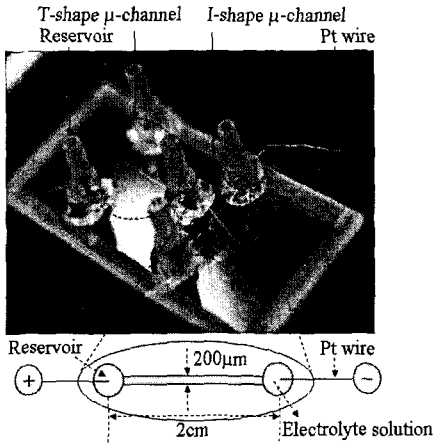 T-shape μ-channel I-shape μ-channel
Reservoir Pt wire
Reservoir 200μm Pt wire
+ −
2cm Electrolyte solution